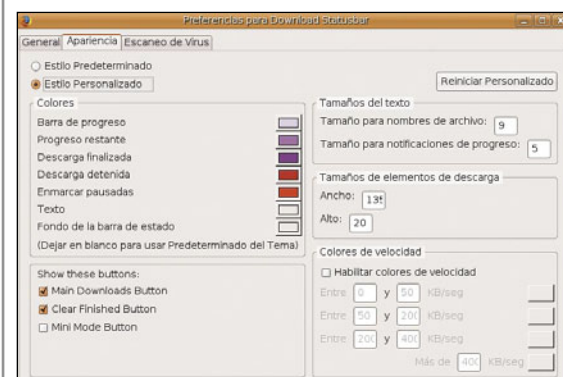 Preferencias para Download Statusbar
General Apariencia Escaneo de Virus
Estilo Predeterminado
Estilo Personalizado
Reiniciar Personalizado
Colores
Barra de progreso
Progreso restante
Descarga finalizada
Descarga detenida
Enmarcar pausadas
Texto
Fondo de la barra de estado
(Dejar en blanco para usar Predeterminado del Tema)
Show these buttons:
Main Downloads Button
Clear Finished Button
Mini Mode Button
Tamaños del texto
Tamaño para nombres de archivo: 9
Tamaño para notificaciones de progreso: 5
Tamaños de elementos de descarga
Ancho:
Alto: 20
Colores de velocidad
Habilitar colores de velocidad
Entre 0 y 50 KB/seg
Entre 50 y 200 KB/seg
Entre 200 y 400 KB/seg
Más de 400 KB/seg